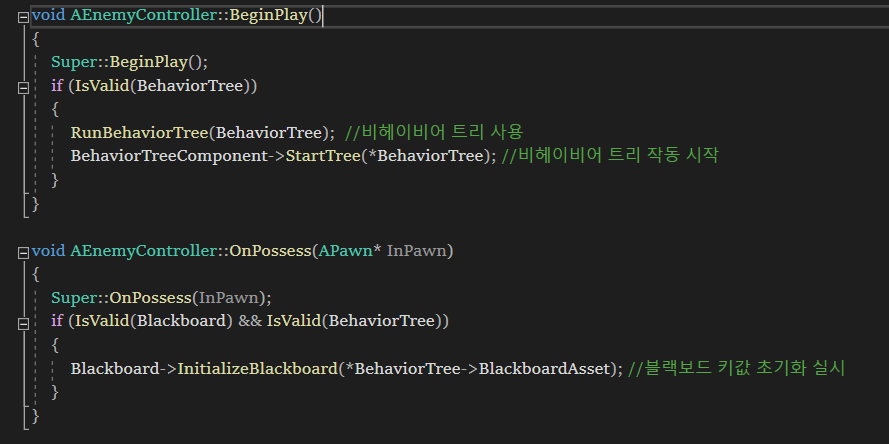 void AEnemyController::BeginPlay()
{
Super::BeginPlay();
if (IsValid(BehaviorTree))
{
RunBehaviorTree(BehaviorTree); //비헤이비어 트리 사용
BehaviorTreeComponent->StartTree(*BehaviorTree); //비헤이비어 트리 작동 시작
}
}
void AEnemyController::OnPossess(APawn* InPawn)
{
Super::OnPossess(InPawn);
if (IsValid(Blackboard) && IsValid(BehaviorTree))
{
Blackboard->InitializeBlackboard(*BehaviorTree->BlackboardAsset); //블랙보드 키값 초기화 실시
}
}